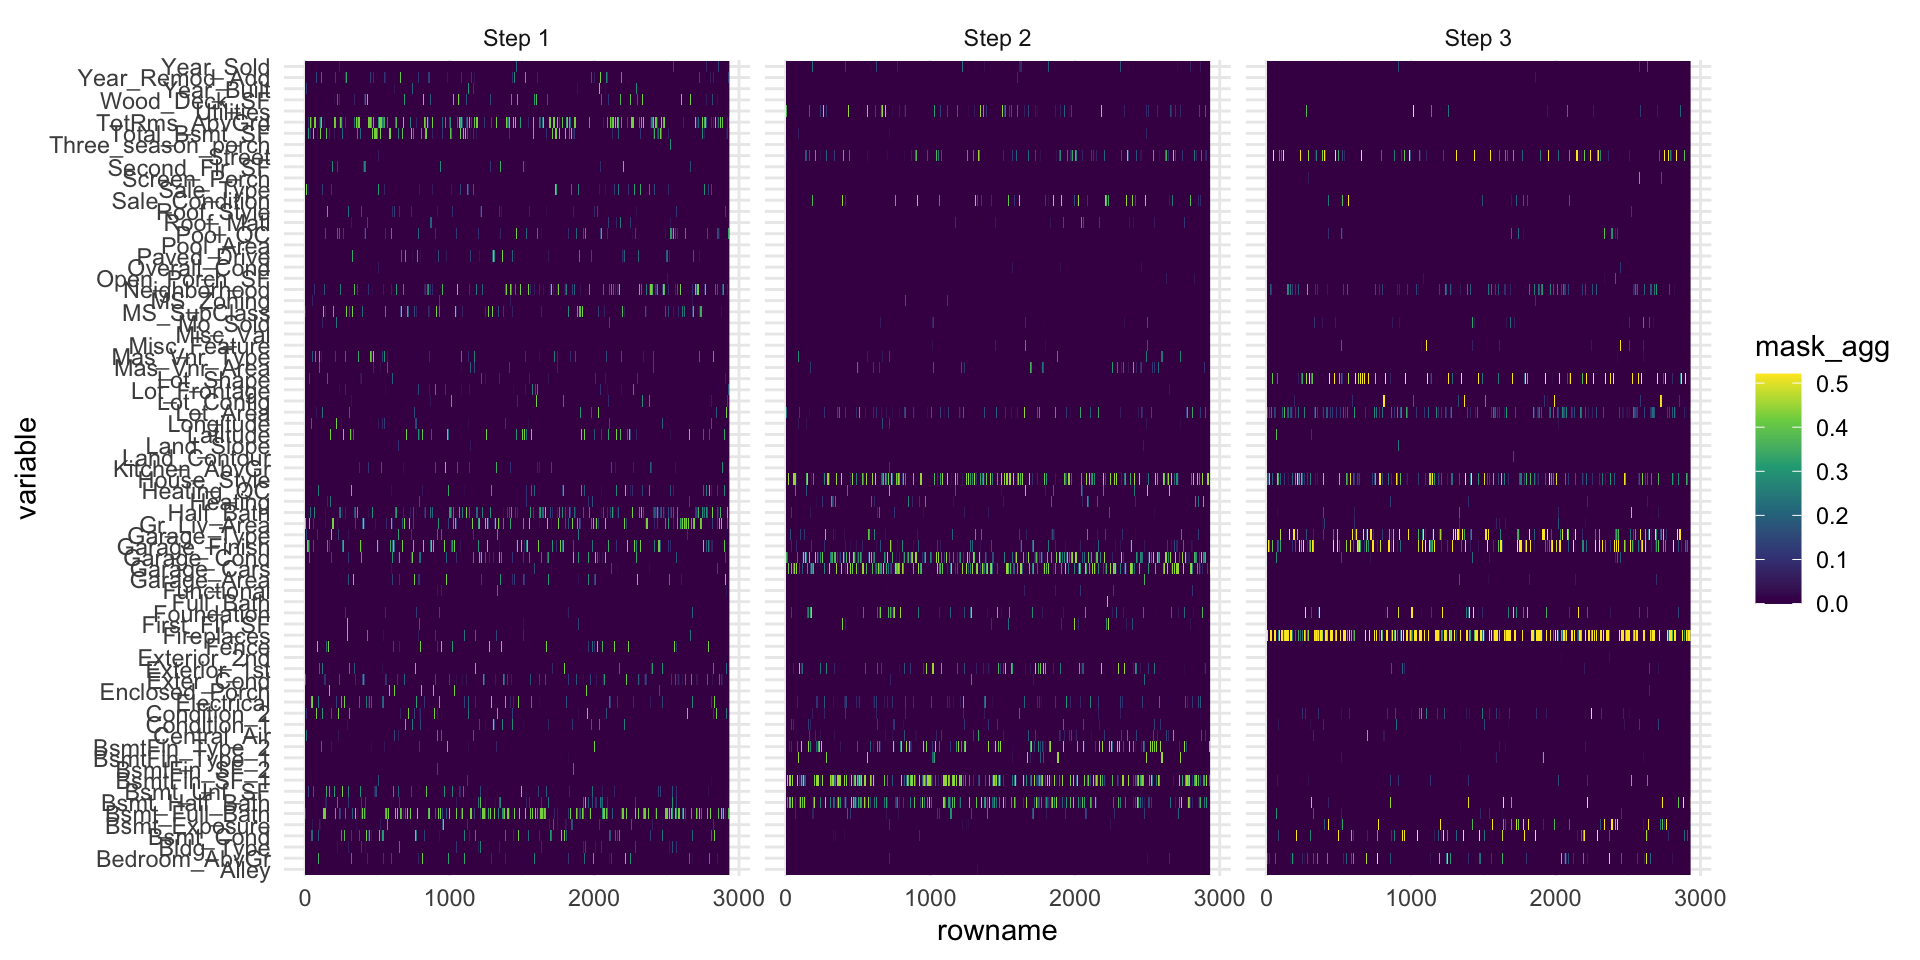 Step 1
Step 2
Step 3
variable
Year_Sold
Year_Remod_Add
Year_Built
Wood_Deck_SF
Utilities
TotRms_AbvGrd
Total_Bsmt_SF
Three_season_porch
Street
Second_Flr_SF
Screen_Porch
Sale_Type
Sale_Condition
Roof_Style
Roof_Matl
Pool_QC
Pool_Area
Paved_Drive
Overall_Cond
Open_Porch_SF
Neighborhood
MS_Zoning
MS_SubClass
Mo_Sold
Misc_Val
Misc_Feature
Mas_Vnr_Type
Mas_Vnr_Area
Lot_Shape
Lot_Frontage
Lot_Config
Lot_Area
Longitude
Latitude
Land_Slope
Land_Contour
Kitchen_AbvGr
House_Style
Heating_QC
Heating
Half_Bath
Gr_Liv_Area
Garage_Type
Garage_Finish
Garage_Cond
Garage_Cars
Garage_Area
Functional
Full_Bath
Foundation
First_Flr_SF
Fireplaces
Fence
Exterior_2nd
Exterior_1st
Exter_Cond
Enclosed_Porch
Electrical
Condition_2
Condition_1
Central_Air
BsmtFin_Type_2
BsmtFin_Type_1
BsmtFin_SF_2
BsmtFin_SF_1
Bsmt_Unf_SF
Bsmt_Half_Bath
Bsmt_Full_Bath
Bsmt_Exposure
Bsmt_Cond
Bldg_Type
Bedroom_AbvGr
Alley
0 1000 2000 3000 0 1000 2000 3000 0 1000 2000 3000
rowname
mask_agg
0.5
0.4
0.3
0.2
0.1
0.0